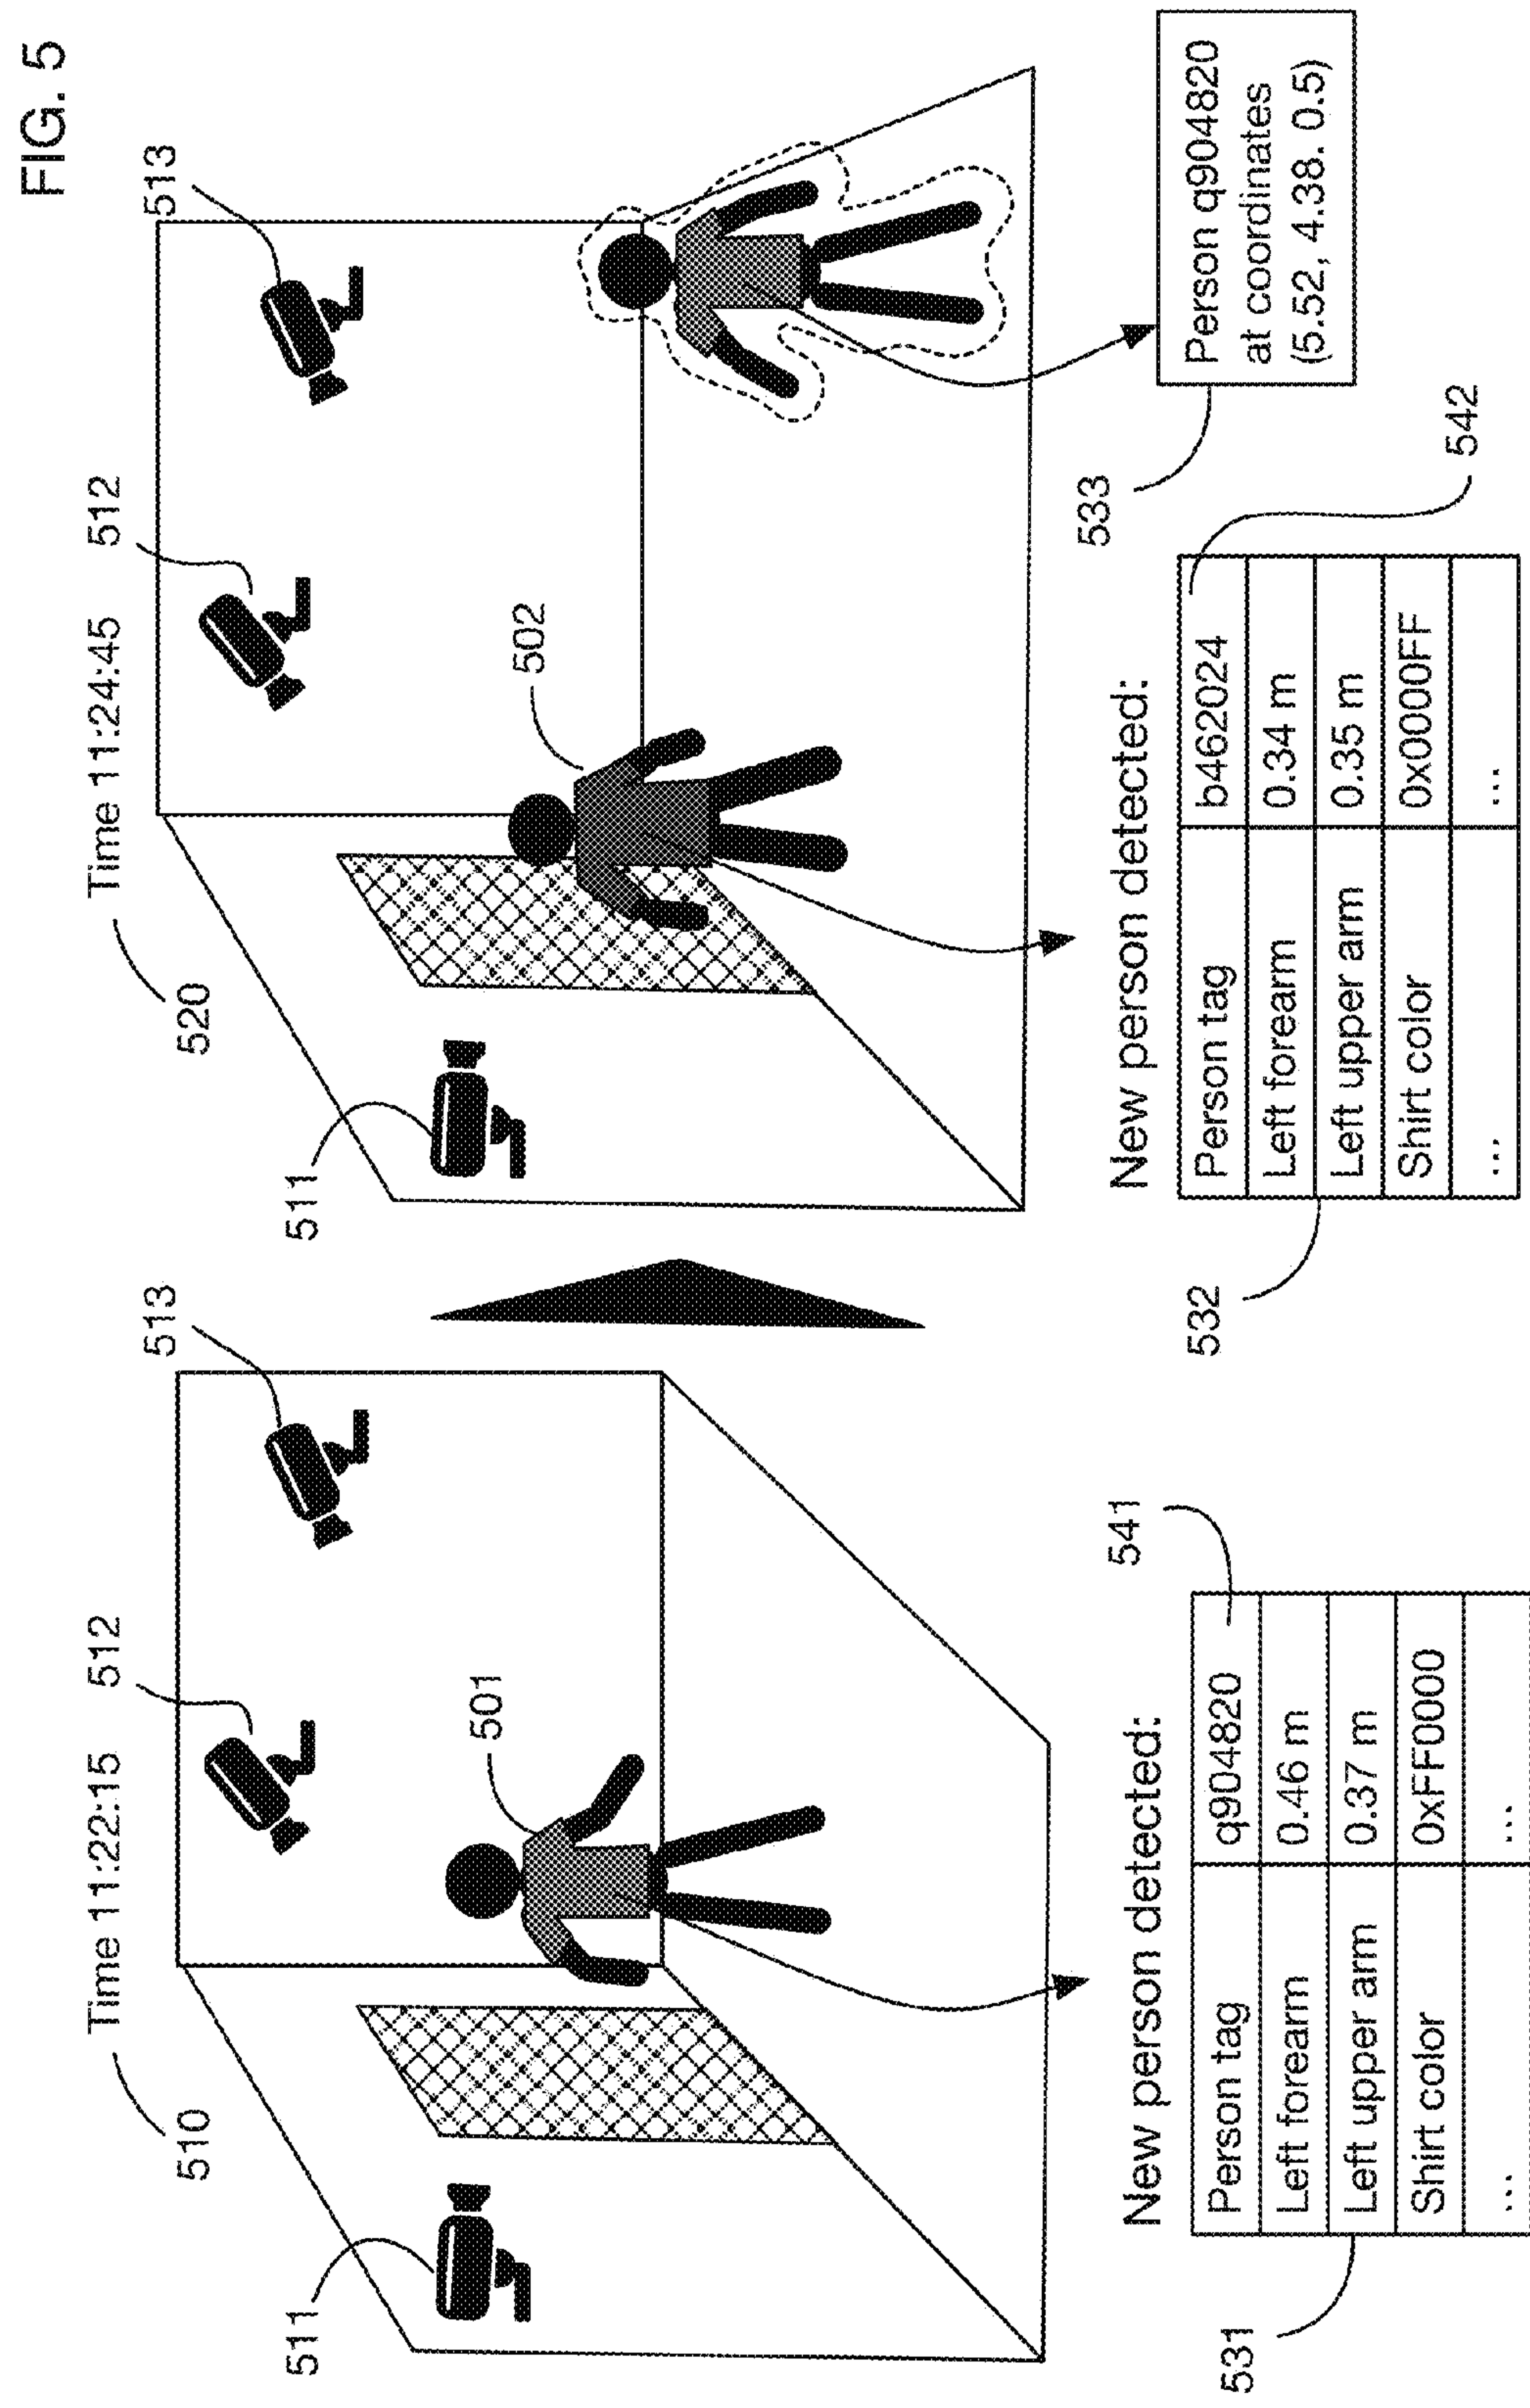 FIG. 5
510
Time 11:22:15
512
513
511
501
New person detected:
Person tag q904820
Left forearm 0.46 m
Left upper arm 0.37 m
Shirt color 0xFF0000
... ...
531
541
520
Time 11:24:45
512
513
511
502
New person detected:
Person tag b462024
Left forearm 0.34 m
Left upper arm 0.35 m
Shirt color 0x0000FF
... ...
532
542
533
Person q904820
at coordinates
(5.52, 4.38. 0.5)